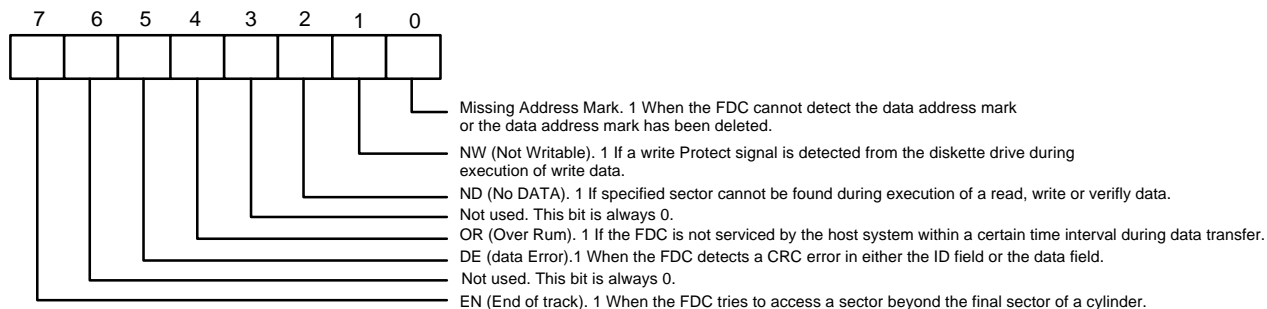 7 6 5 4 3 2 1 0
Missing Address Mark. 1 When the FDC cannot detect the data address mark
or the data address mark has been deleted.
NW (Not Writable). 1 If a write Protect signal is detected from the diskette drive during
execution of write data.
ND (No DATA). 1 If specified sector cannot be found during execution of a read, write or verifly data.
Not used. This bit is always 0.
OR (Over Rum). 1 If the FDC is not serviced by the host system within a certain time interval during data transfer.
DE (data Error).1 When the FDC detects a CRC error in either the ID field or the data field.
Not used. This bit is always 0.
EN (End of track). 1 When the FDC tries to access a sector beyond the final sector of a cylinder.